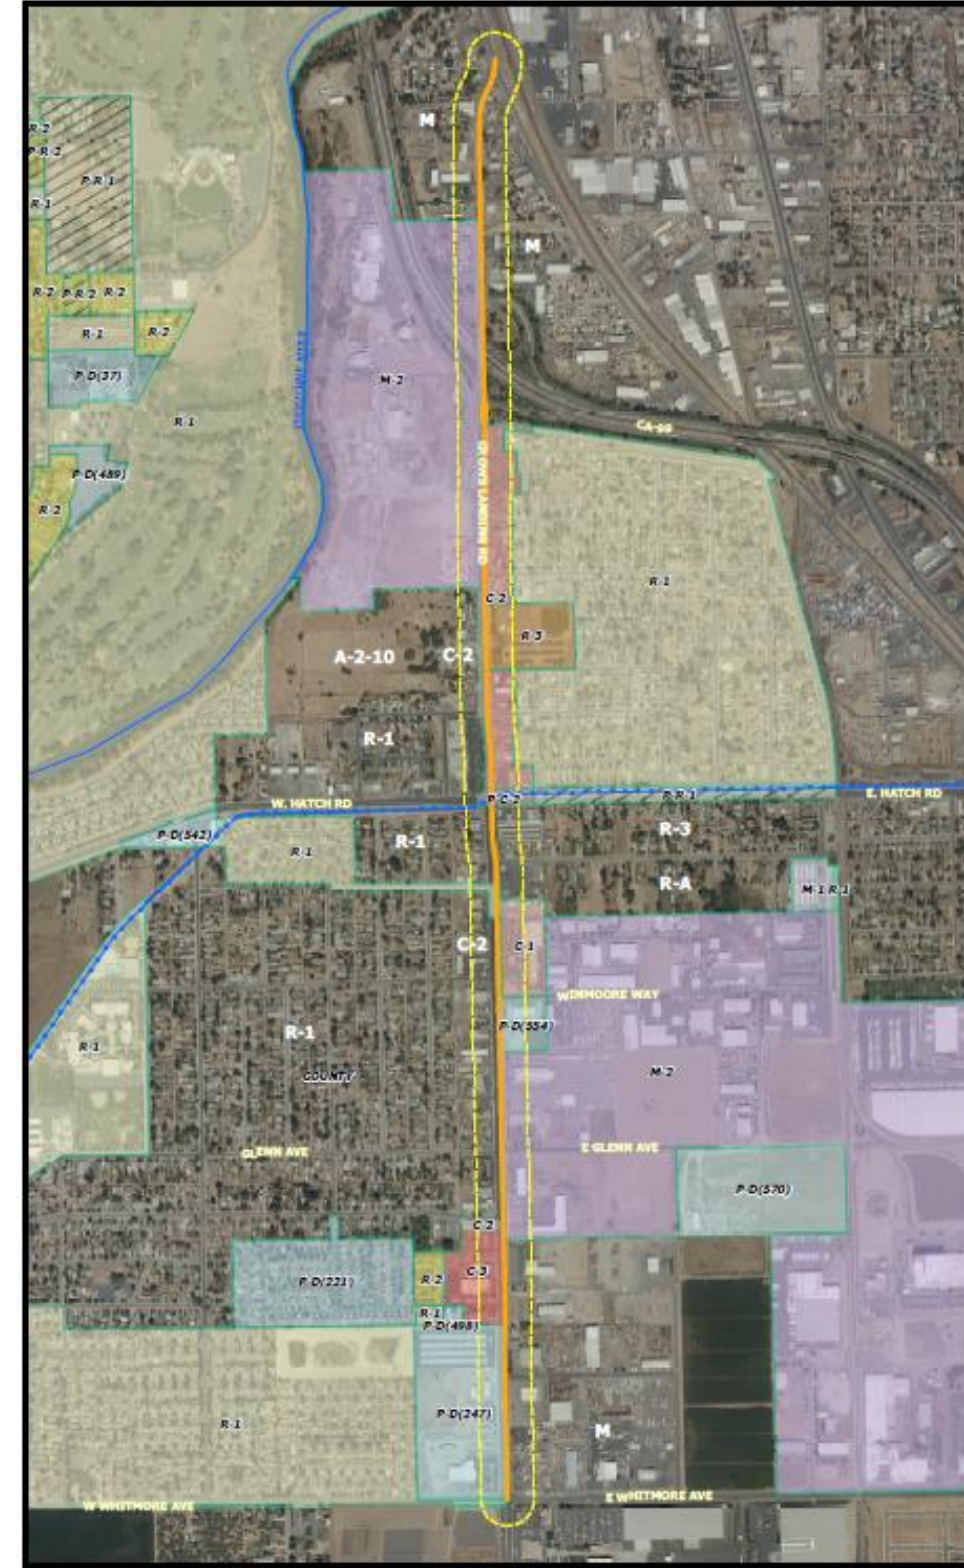 M
R-2
P-R-2
P-R-1
R-1
M
R-2 P-R-2 R-2
R-1
R-2
P-D(37)
M-2
R-1
CA-99
P-D(489)
R-2
R-1
C-2
R-3
A-2-10
C-2
R-1
P-C-2
P-R-1
E. HATCH RD
W. HATCH RD
P-D(542)
R-1
R-1
R-3
R-A
M-1 R-1
C-2
C-1
WINMOORE WAY
P-D(554)
R-1
R-1
COUNTY
M-2
GLENN AVE
E GLENN AVE
P-D(570)
C-2
C-3
P-D(221)
R-2
R-1
P-D(498)
P-D(247)
R-1
M
W WHITMORE AVE
E WHITMORE AVE